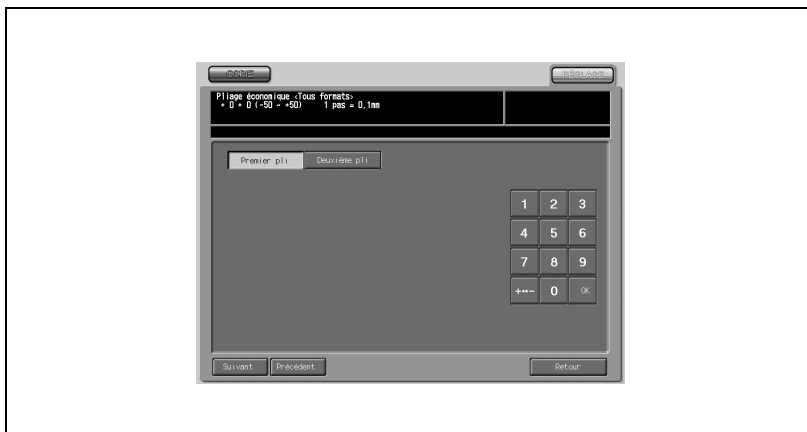 COPIE RÉGLAGE
Pliage économique <Tous formats>
+ 0 + 0 (-50 ~ +50) 1 pas = 0,1mm
Premier pli Deuxième pli
1 2 3
4 5 6
7 8 9
+↔- 0 OK
Suivant Précédent Retour